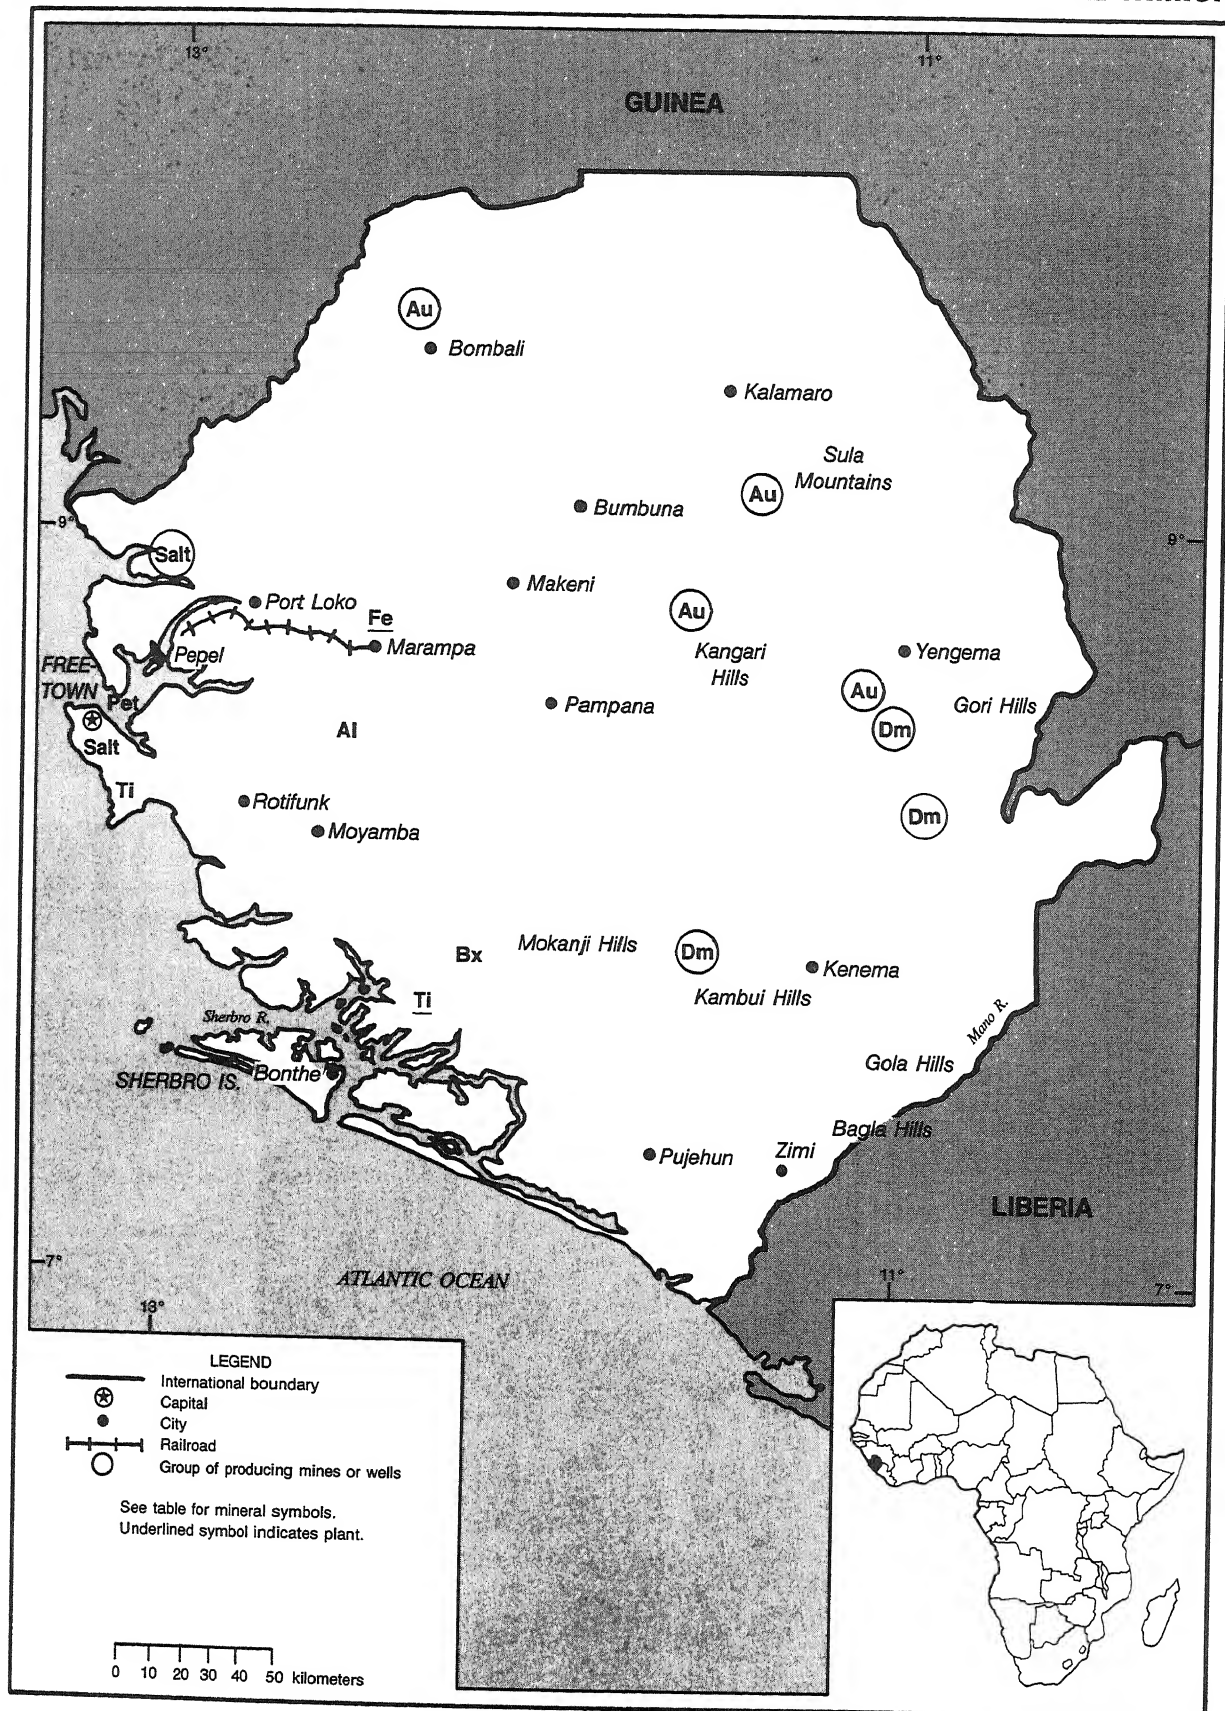 13°
11°
GUINEA
Au
Bombali
Kalamaro
Sula
Mountains
Au
Bumbuna
9°
9°
Salt
Makeni
Port Loko
Fe
Au
Marampa
Pepel
Kangari
Hills
Yengema
FREE-
TOWN
Pet
Pampana
Au
Gori Hills
Al
Dm
Salt
Ti
Rotifunk
Dm
Moyamba
Mokanji Hills
Bx
Dm
Kenema
Kambui Hills
Ti
Sherbro R.
Mano R.
Gola Hills
Bonthe
SHERBRO IS.
Bagla Hills
Pujehun
Zimi
LIBERIA
7°
ATLANTIC OCEAN
11°
7°
13°
LEGEND
International boundary
Capital
City
Railroad
Group of producing mines or wells
See table for mineral symbols.
Underlined symbol indicates plant.
0 10 20 30 40 50 kilometers